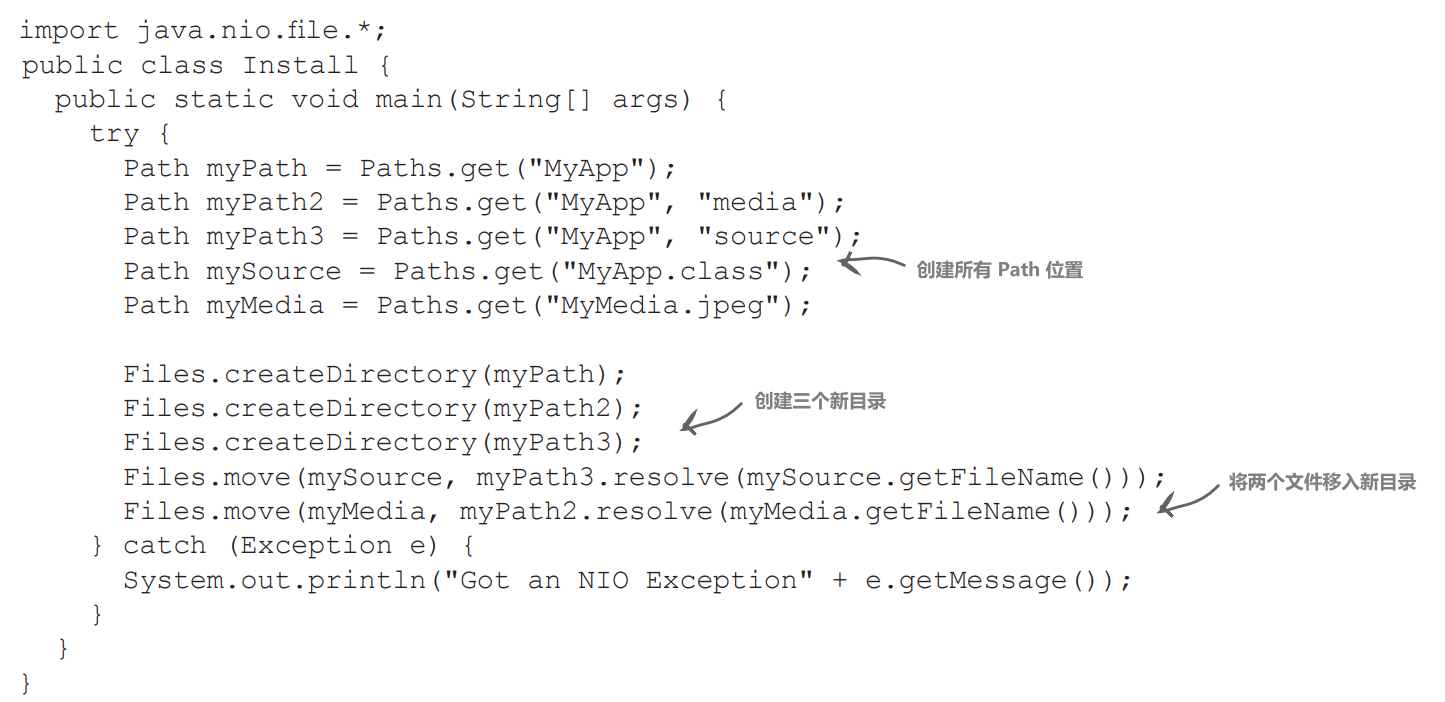 import java.nio.file.*;
public class Install {
  public static void main(String[] args) {
    try {
      Path myPath = Paths.get("MyApp");
      Path myPath2 = Paths.get("MyApp", "media");
      Path myPath3 = Paths.get("MyApp", "source");
      Path mySource = Paths.get("MyApp.class");
创建所有 Path 位置
      Path myMedia = Paths.get("MyMedia.jpeg");
      Files.createDirectory(myPath);
      Files.createDirectory(myPath2);
创建三个新目录
      Files.createDirectory(myPath3);
      Files.move(mySource, myPath3.resolve(mySource.getFileName()));
将两个文件移入新目录
      Files.move(myMedia, myPath2.resolve(myMedia.getFileName()));
    } catch (Exception e) {
      System.out.println("Got an NIO Exception" + e.getMessage());
    }
  }
}